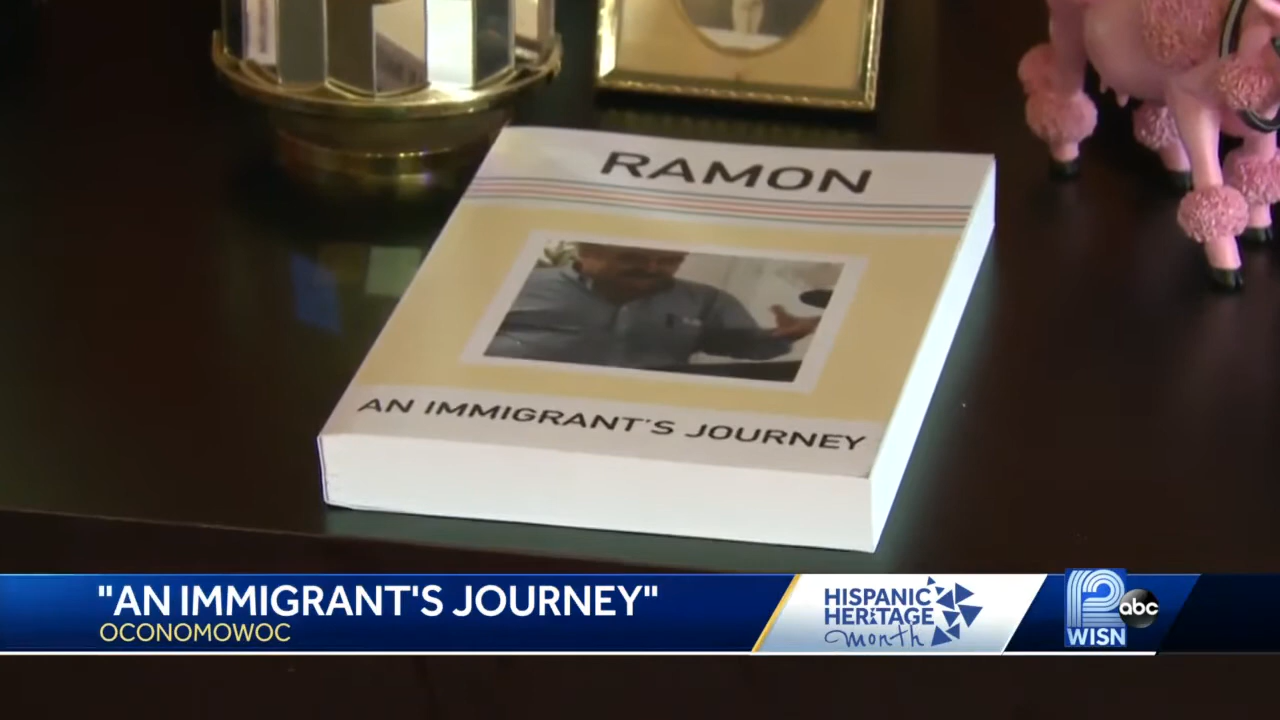 RAMON
AN IMMIGRANT'S JOURNEY
"AN IMMIGRANT'S JOURNEY"
OCONOMOWOC
HISPANIC
HERITAGE
month
12
abc
WISN